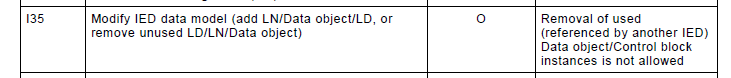 I35
Modify IED data model (add LN/Data object/LD, or
remove unused LD/LN/Data object)
O
Removal of used
(referenced by another IED)
Data object/Control block
instances is not allowed